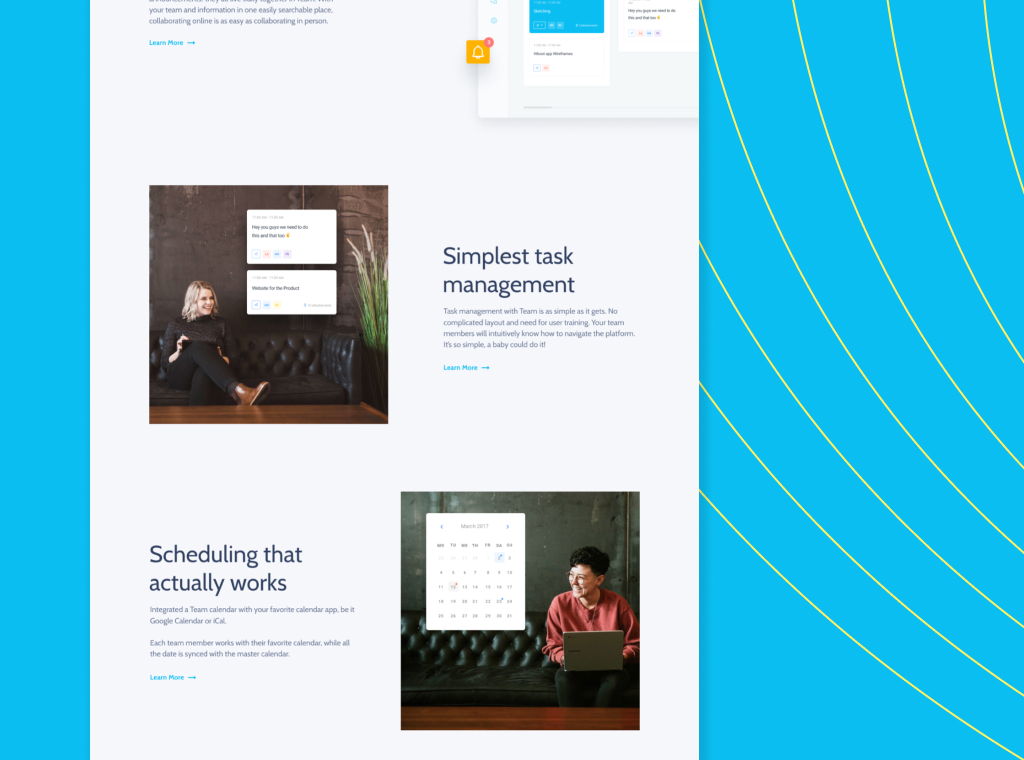 your team and information in one easily searchable place,
collaborating online is as easy as collaborating in person.
Learn More →
Sketching
Hitrave app Wireframes
Hey you guys we need to do
this and that too
3
11:00 AM - 11:00 AM
Hey you guys we need to do
this and that too
11:00 AM - 11:00 AM
Website for the Product
Simplest task
management
Task management with Team is as simple as it gets. No
complicated layout and need for user training. Your team
members will intuitively know how to navigate the platform.
It's so simple, a baby could do it!
Learn More →
Scheduling that
actually works
Integrated a Team calendar with your favorite calendar app, be it
Google Calendar or iCal.
Each team member works with their favorite calendar, while all
the date is synced with the master calendar.
Learn More →
March 2017
MO TU WE TH FR SA SU
4 5 6 7 8 9 10
11 12 13 14 15 16 17
18 19 20 21 22 23 24
25 26 27 28 29 30 31